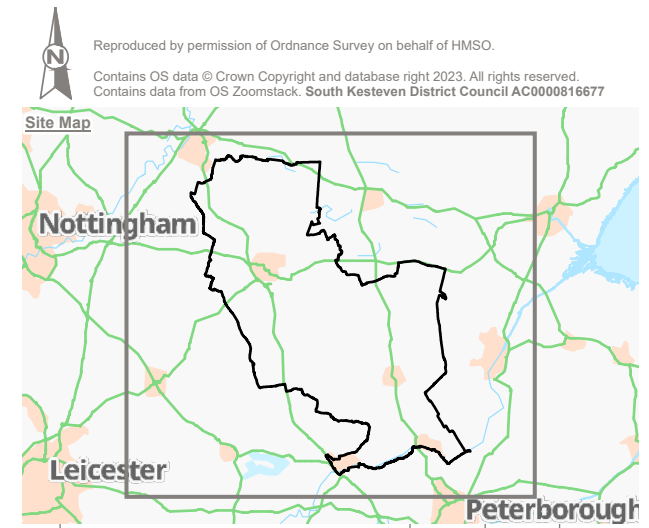 N
Reproduced by permission of Ordnance Survey on behalf of HMSO.
Contains OS data © Crown Copyright and database right 2023. All rights reserved.
Contains data from OS Zoomstack. South Kesteven District Council AC0000816677
Site Map
Nottingham
Leicester
Peterborough